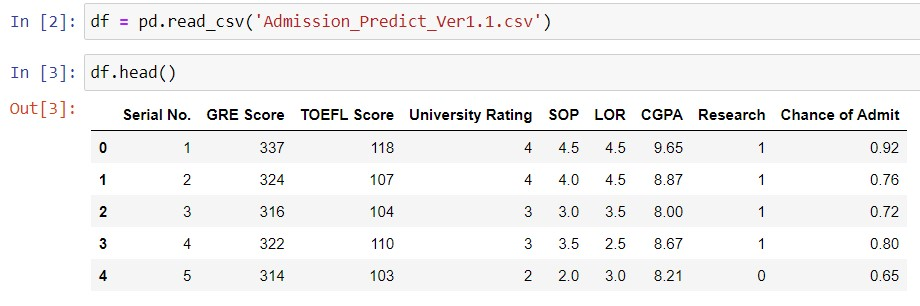 In [2]: df = pd.read_csv('Admission_Predict_Ver1.1.csv')
In [3]: df.head()
Out[3]:
Serial No. GRE Score TOEFL Score University Rating SOP LOR CGPA Research Chance of Admit
0 1 337 118 4 4.5 4.5 9.65 1 0.92
1 2 324 107 4 4.0 4.5 8.87 1 0.76
2 3 316 104 3 3.0 3.5 8.00 1 0.72
3 4 322 110 3 3.5 2.5 8.67 1 0.80
4 5 314 103 2 2.0 3.0 8.21 0 0.65